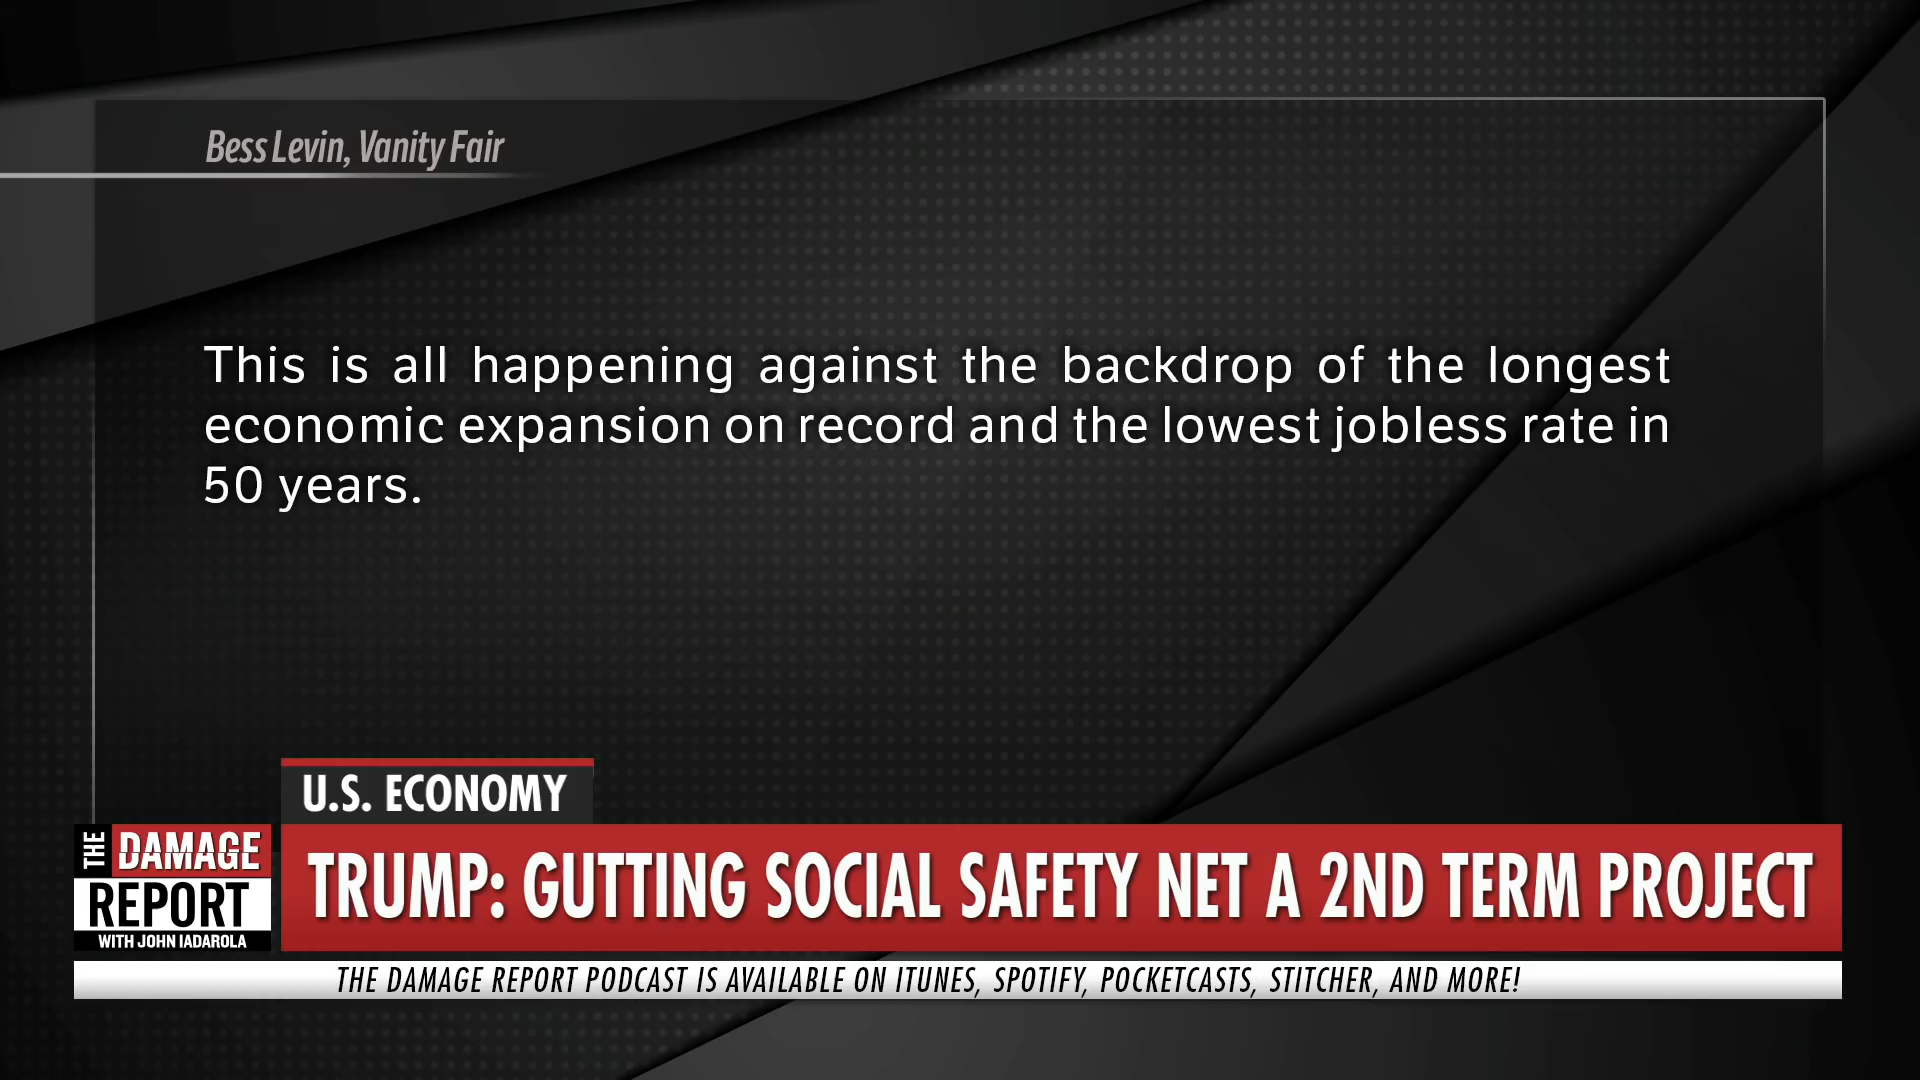 Bess Levin, Vanity Fair
This is all happening against the backdrop of the longest
economic expansion on record and the lowest jobless rate in
50 years.
U.S. ECONOMY
THE DAMAGE
REPORT
WITH JOHN IADAROLA
TRUMP: GUTTING SOCIAL SAFETY NET A 2ND TERM PROJECT
THE DAMAGE REPORT PODCAST IS AVAILABLE ON ITUNES, SPOTIFY, POCKETCASTS, STITCHER, AND MORE!